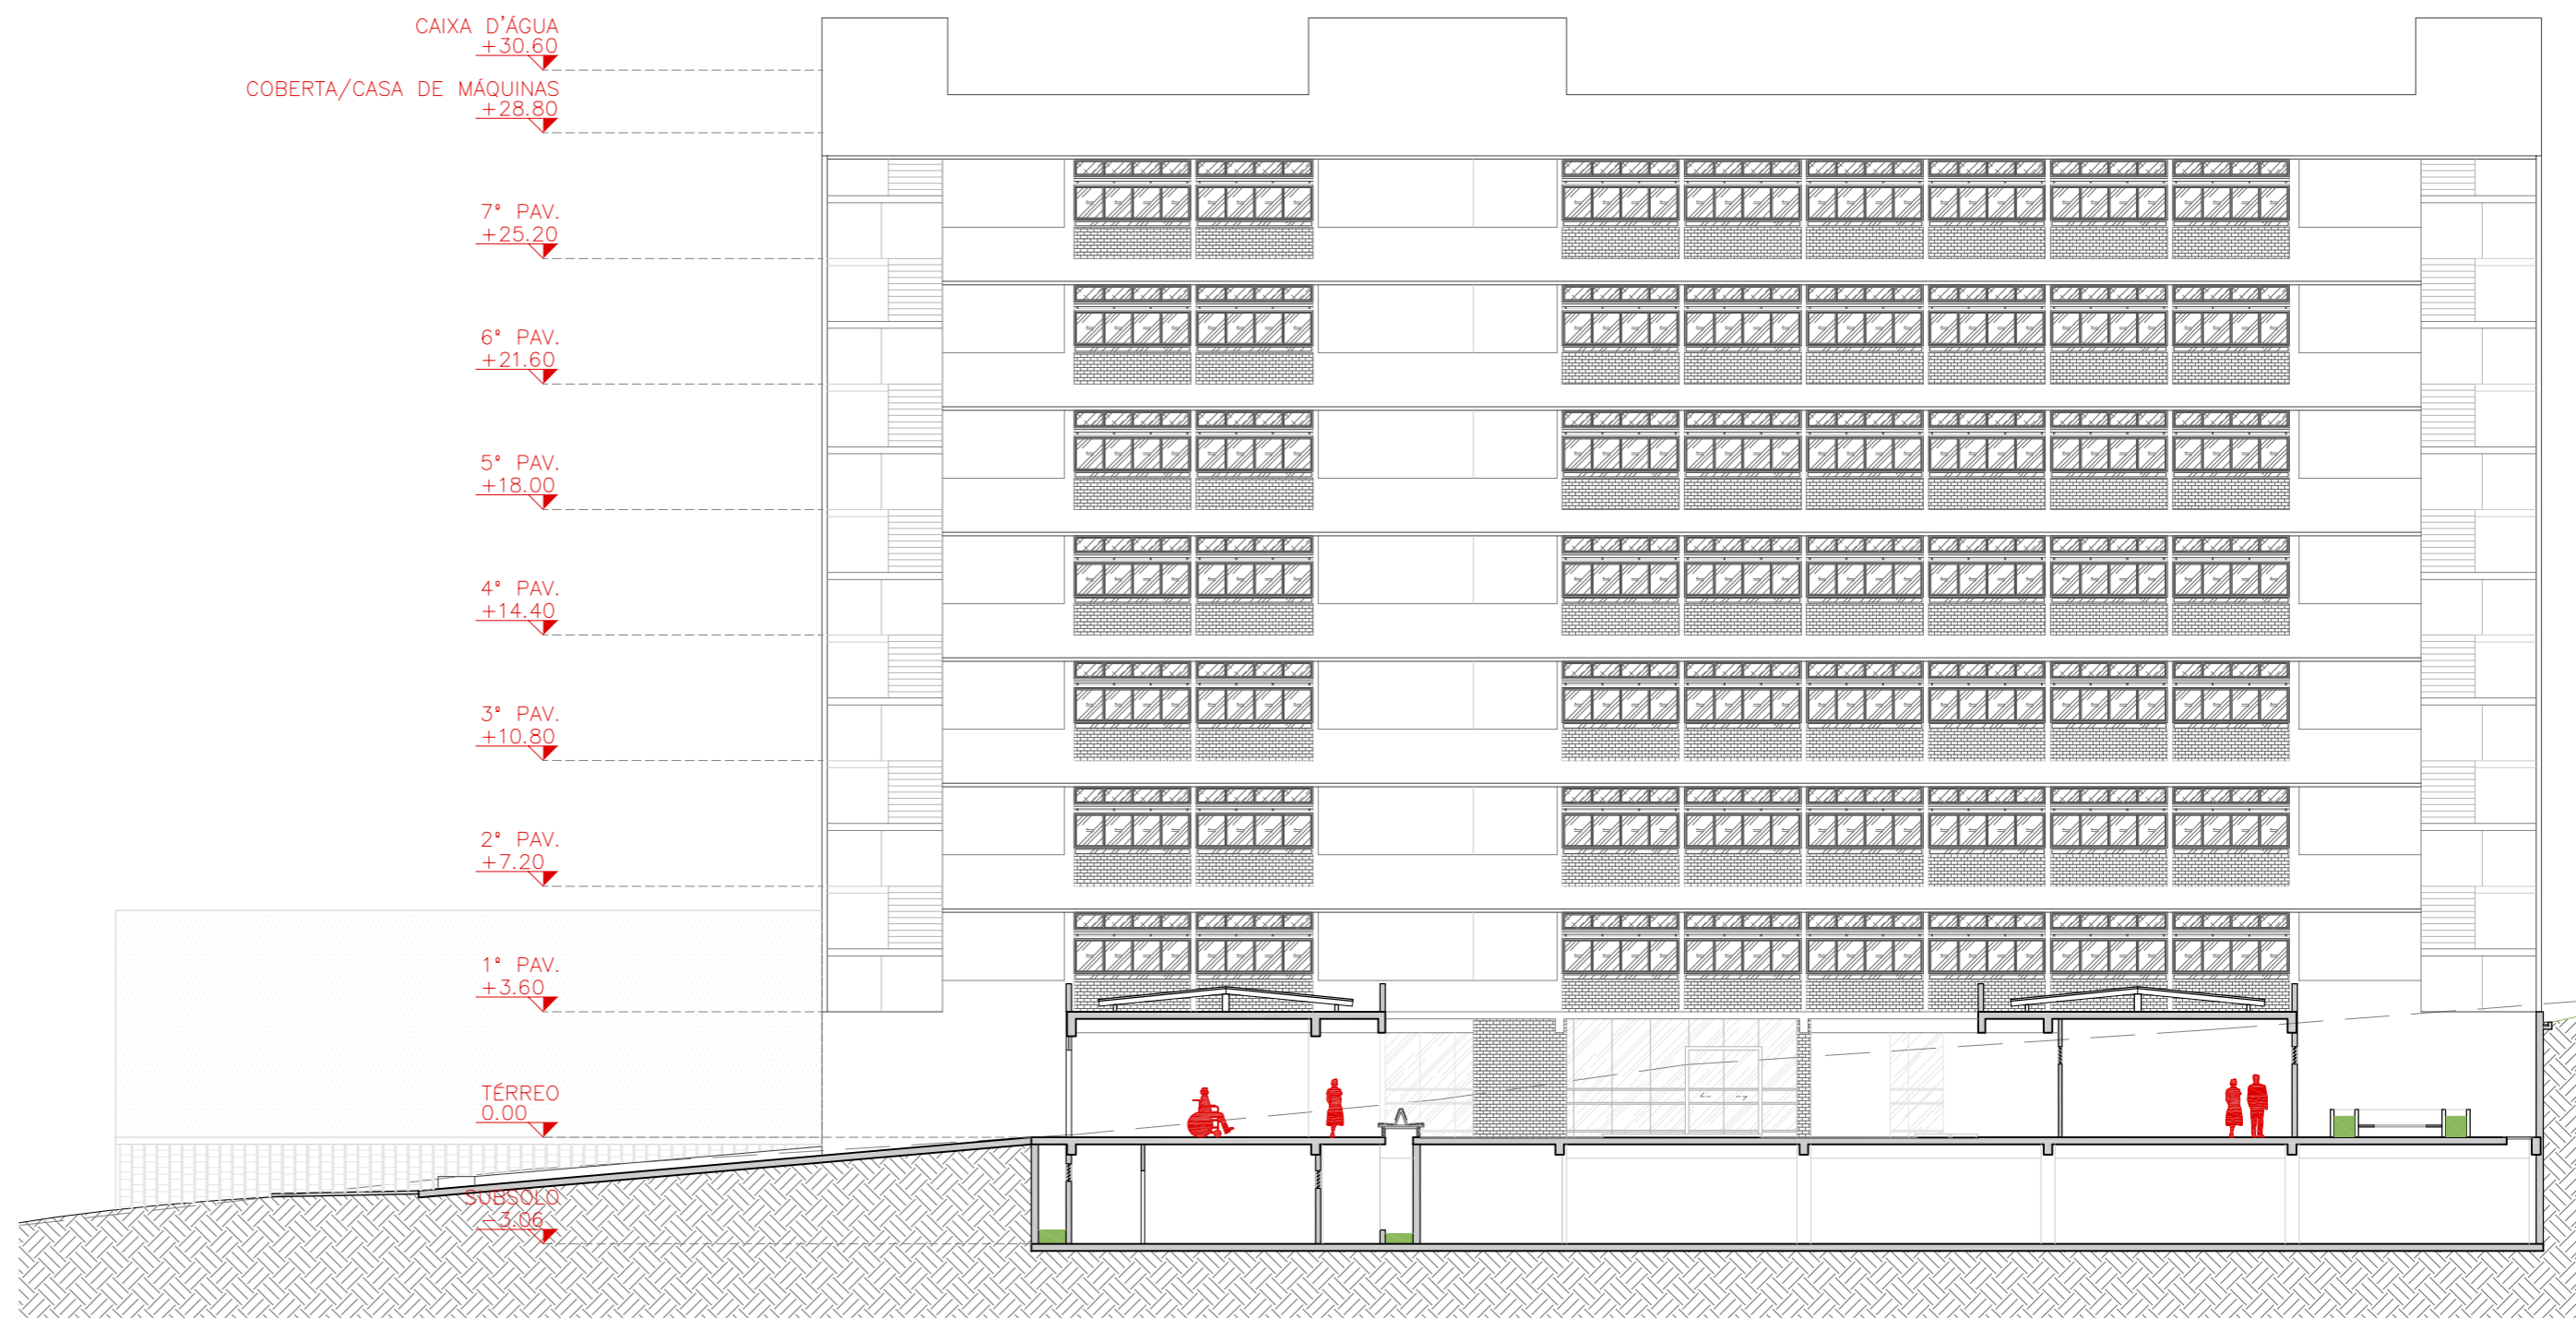 CAIXA D'ÁGUA
+30.60
COBERTA/CASA DE MÁQUINAS
+28.80
7° PAV.
+25.20
6° PAV.
+21.60
5° PAV.
+18.00
4° PAV.
+14.40
3° PAV.
+10.80
2° PAV.
+7.20
1° PAV.
+3.60
TÉRREO
0.00
SUBSOLO
-3.06